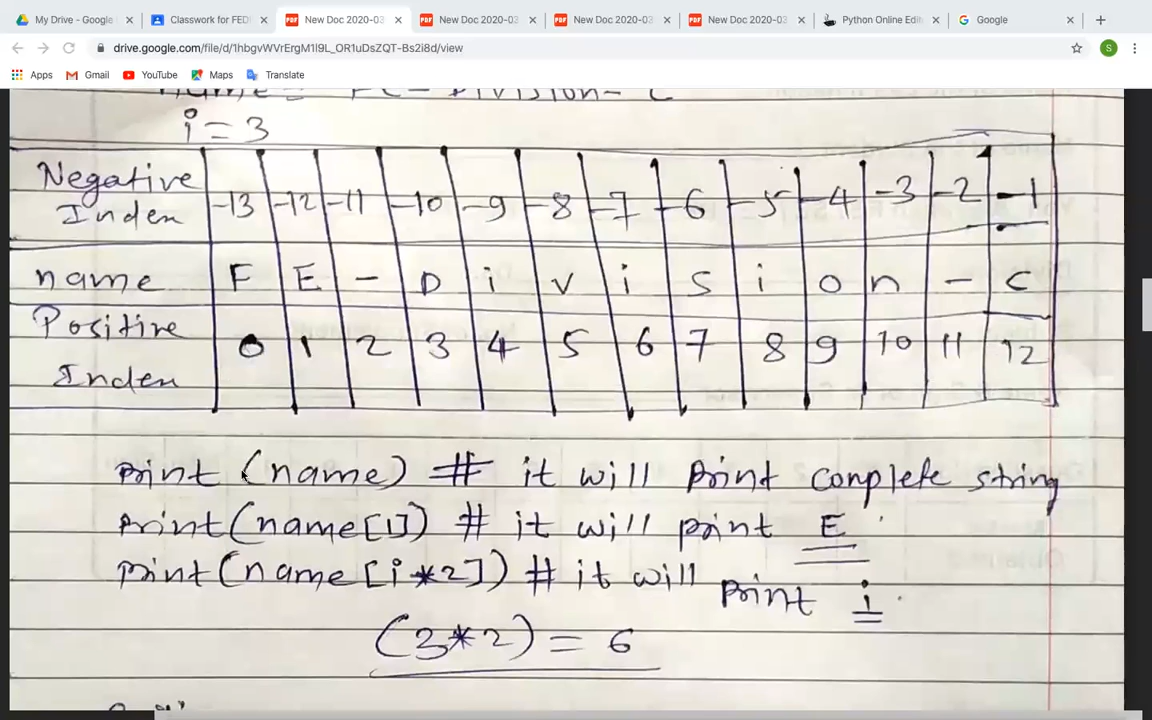 My Drive - Goog
Classwork for FED
New Doc 2020-03
New Doc 2020-03
New Doc 2020-03
New Doc 2020-03
Python Online Edit
Google
drive.google.com/file/d/1hbgvWVrErgM1l9L_OR1uDsZQT-Bs2i8d/view
S
Apps Gmail YouTube Maps Translate
i = 3
Negative Index -13 -12 -11 -10 -9 -8 -7 -6 -5 -4 -3 -2 -1
name F E - D i v i s i o n - C
Positive Index 0 1 2 3 4 5 6 7 8 9 10 11 12
print (name) # it will print complete string
print(name[1]) # it will print E
print(name[i*2]) # it will print i
(3*2) = 6